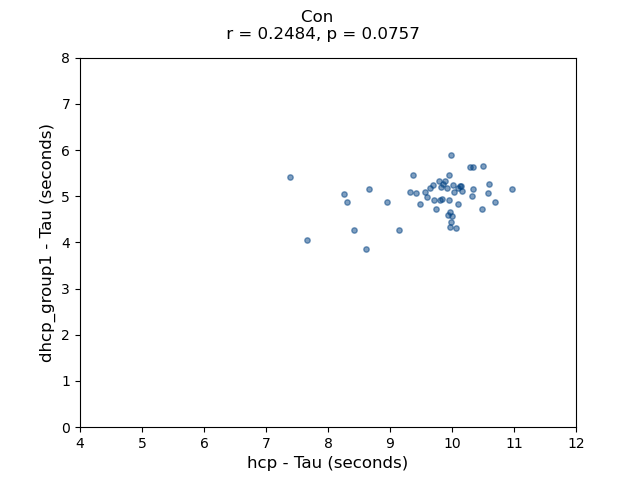 Con
r = 0.2484, p = 0.0757
8
7
6
5
4
3
2
1
0
dhcp_group1 - Tau (seconds)
4 5 6 7 8 9 10 11 12
hcp - Tau (seconds)